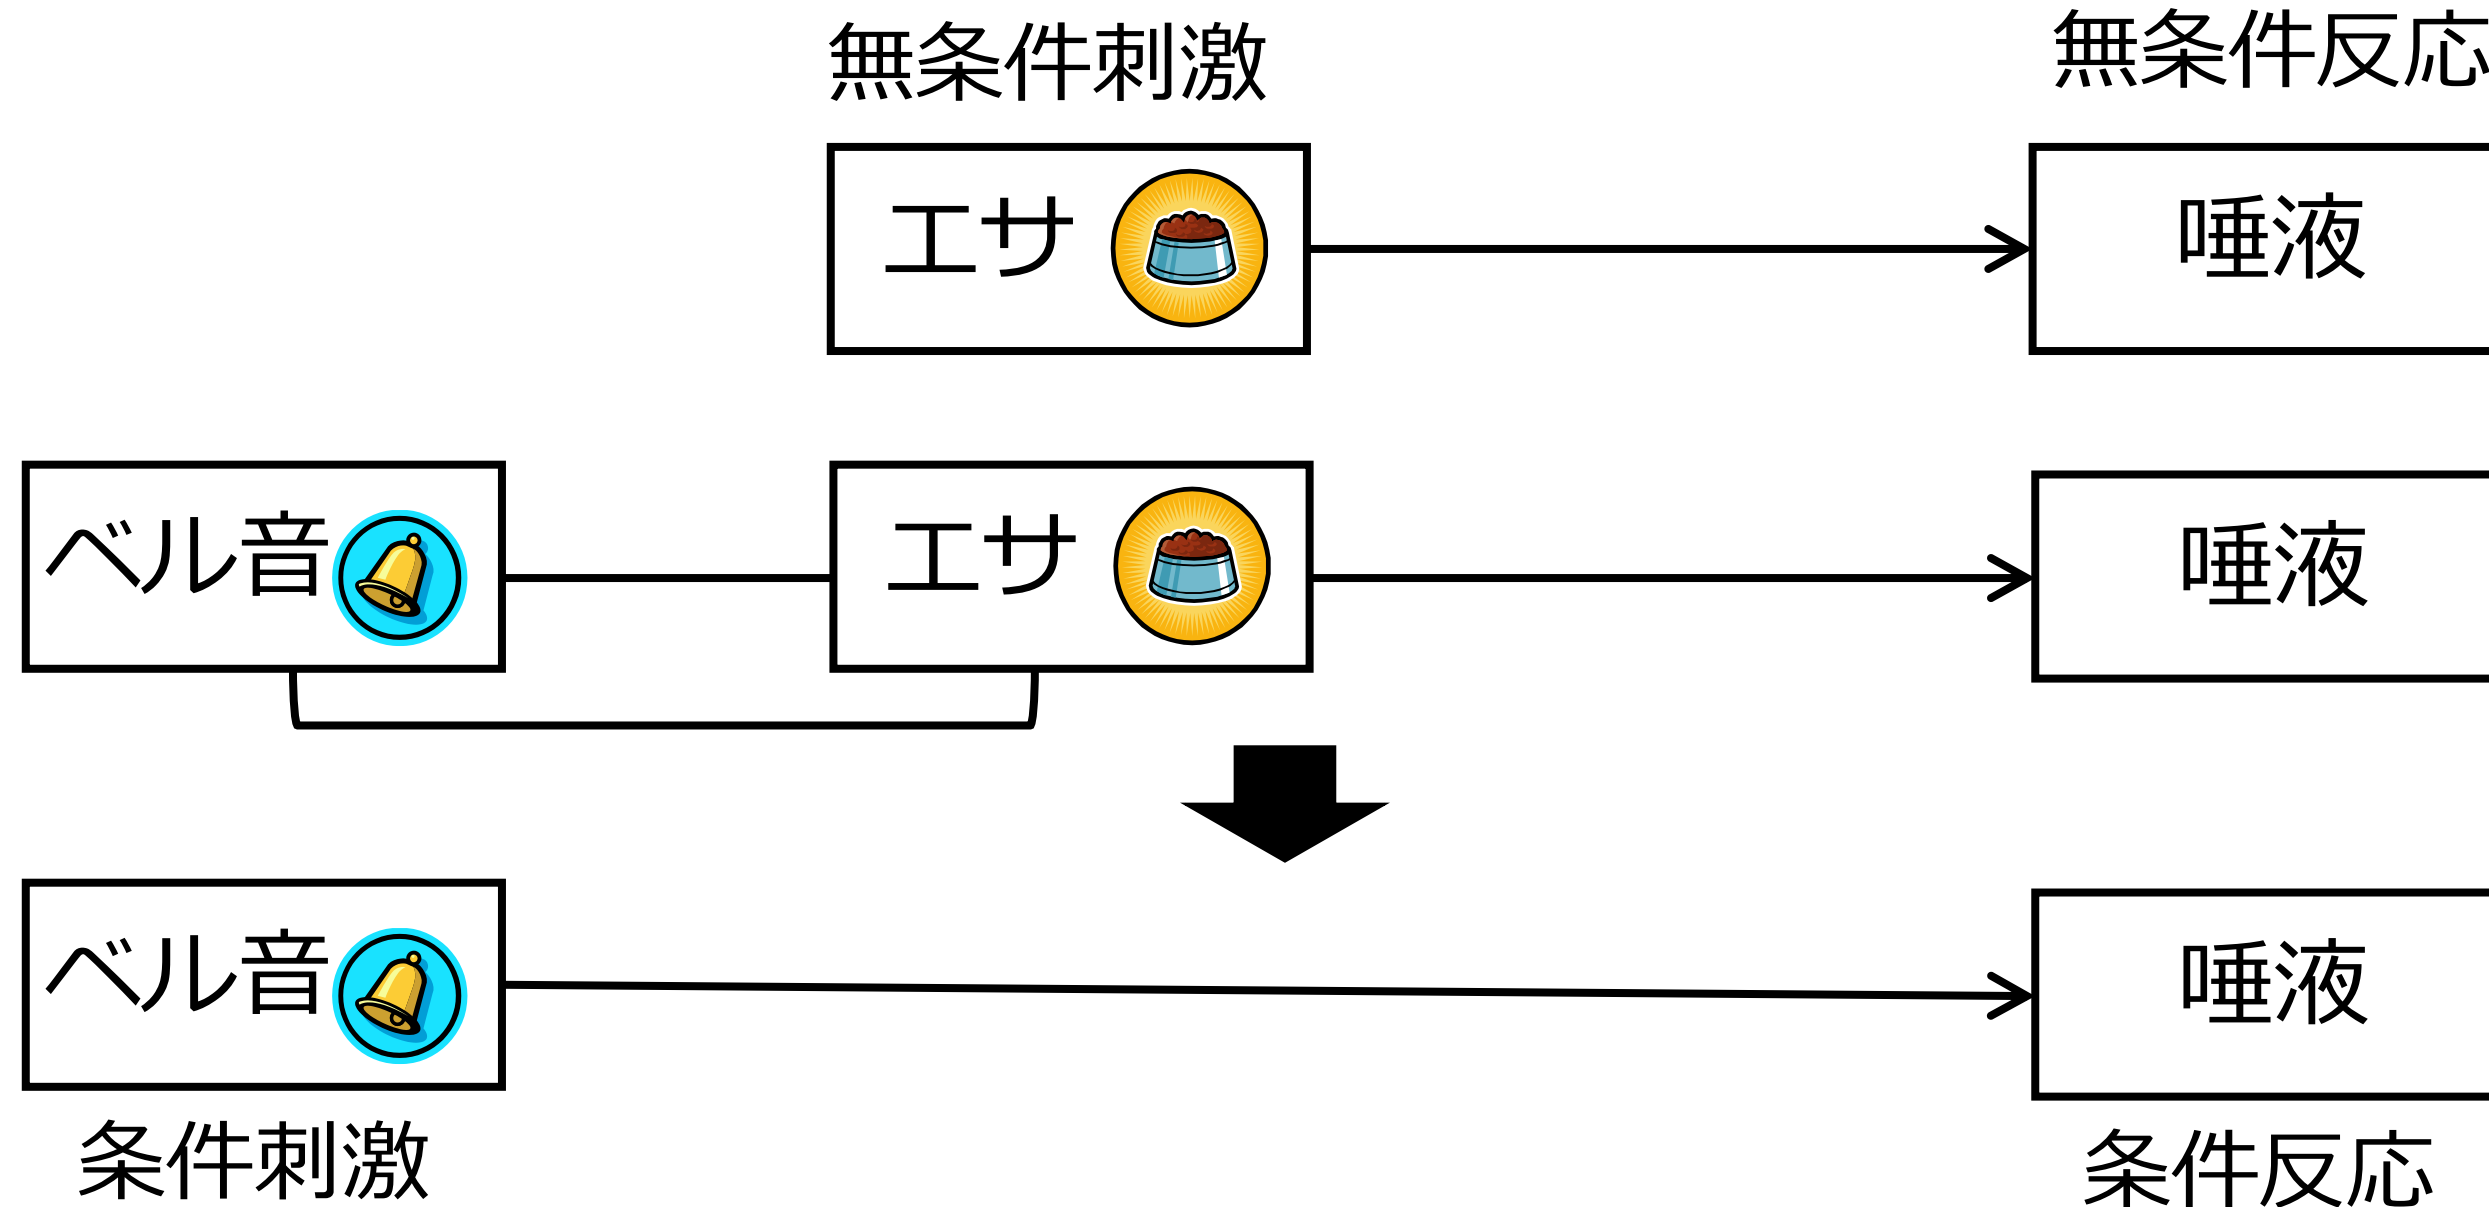 無条件刺激
無条件反応
エサ
唾液
ベル音
エサ
唾液
ベル音
唾液
条件刺激
条件反応